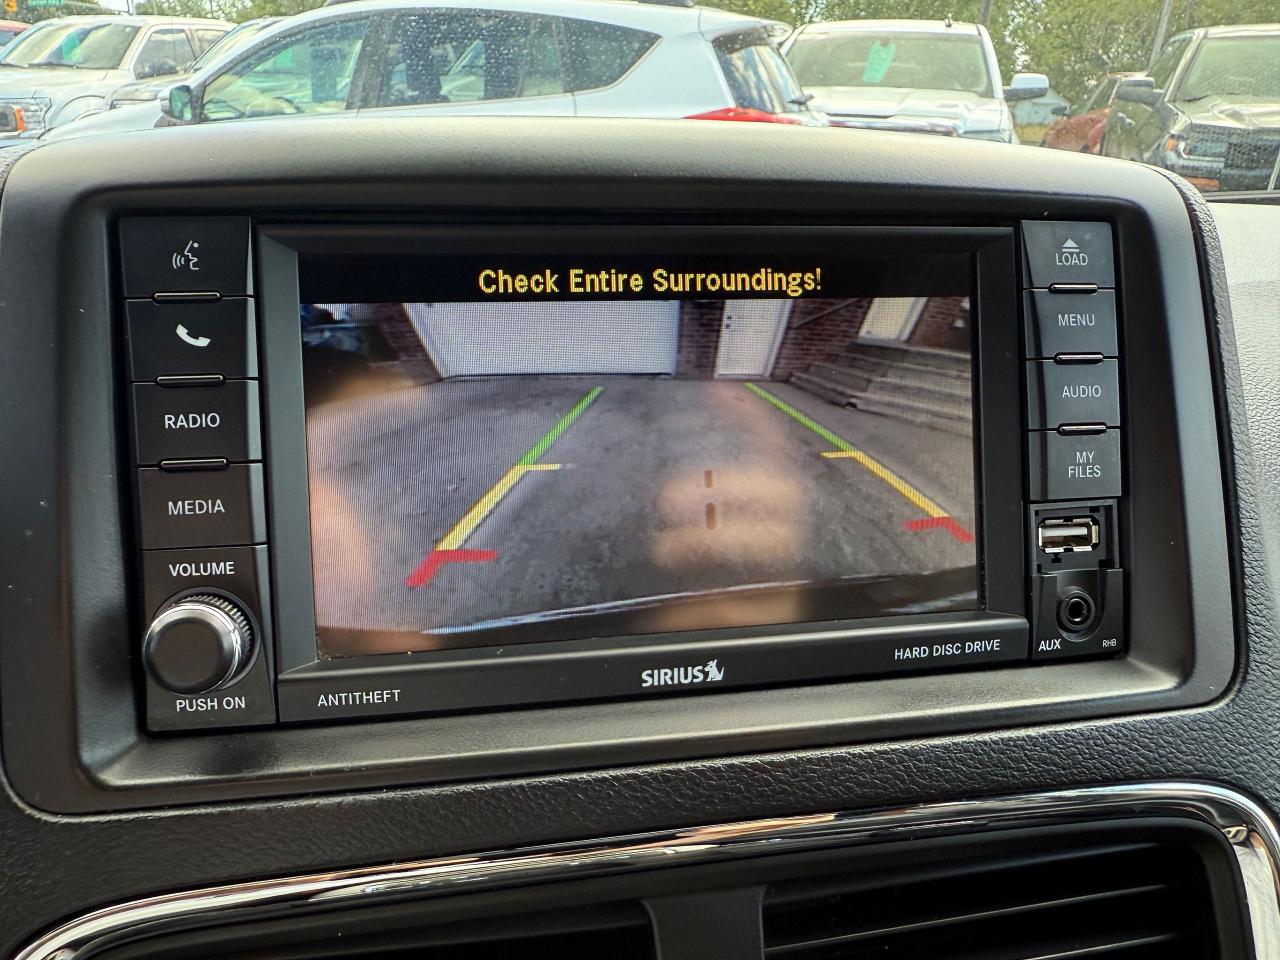 Check Entire Surroundings!
RADIO
MEDIA
VOLUME
PUSH ON
LOAD
MENU
AUDIO
MY
FILES
AUX
RHB
ANTITHEFT
SIRIUS
HARD DISC DRIVE